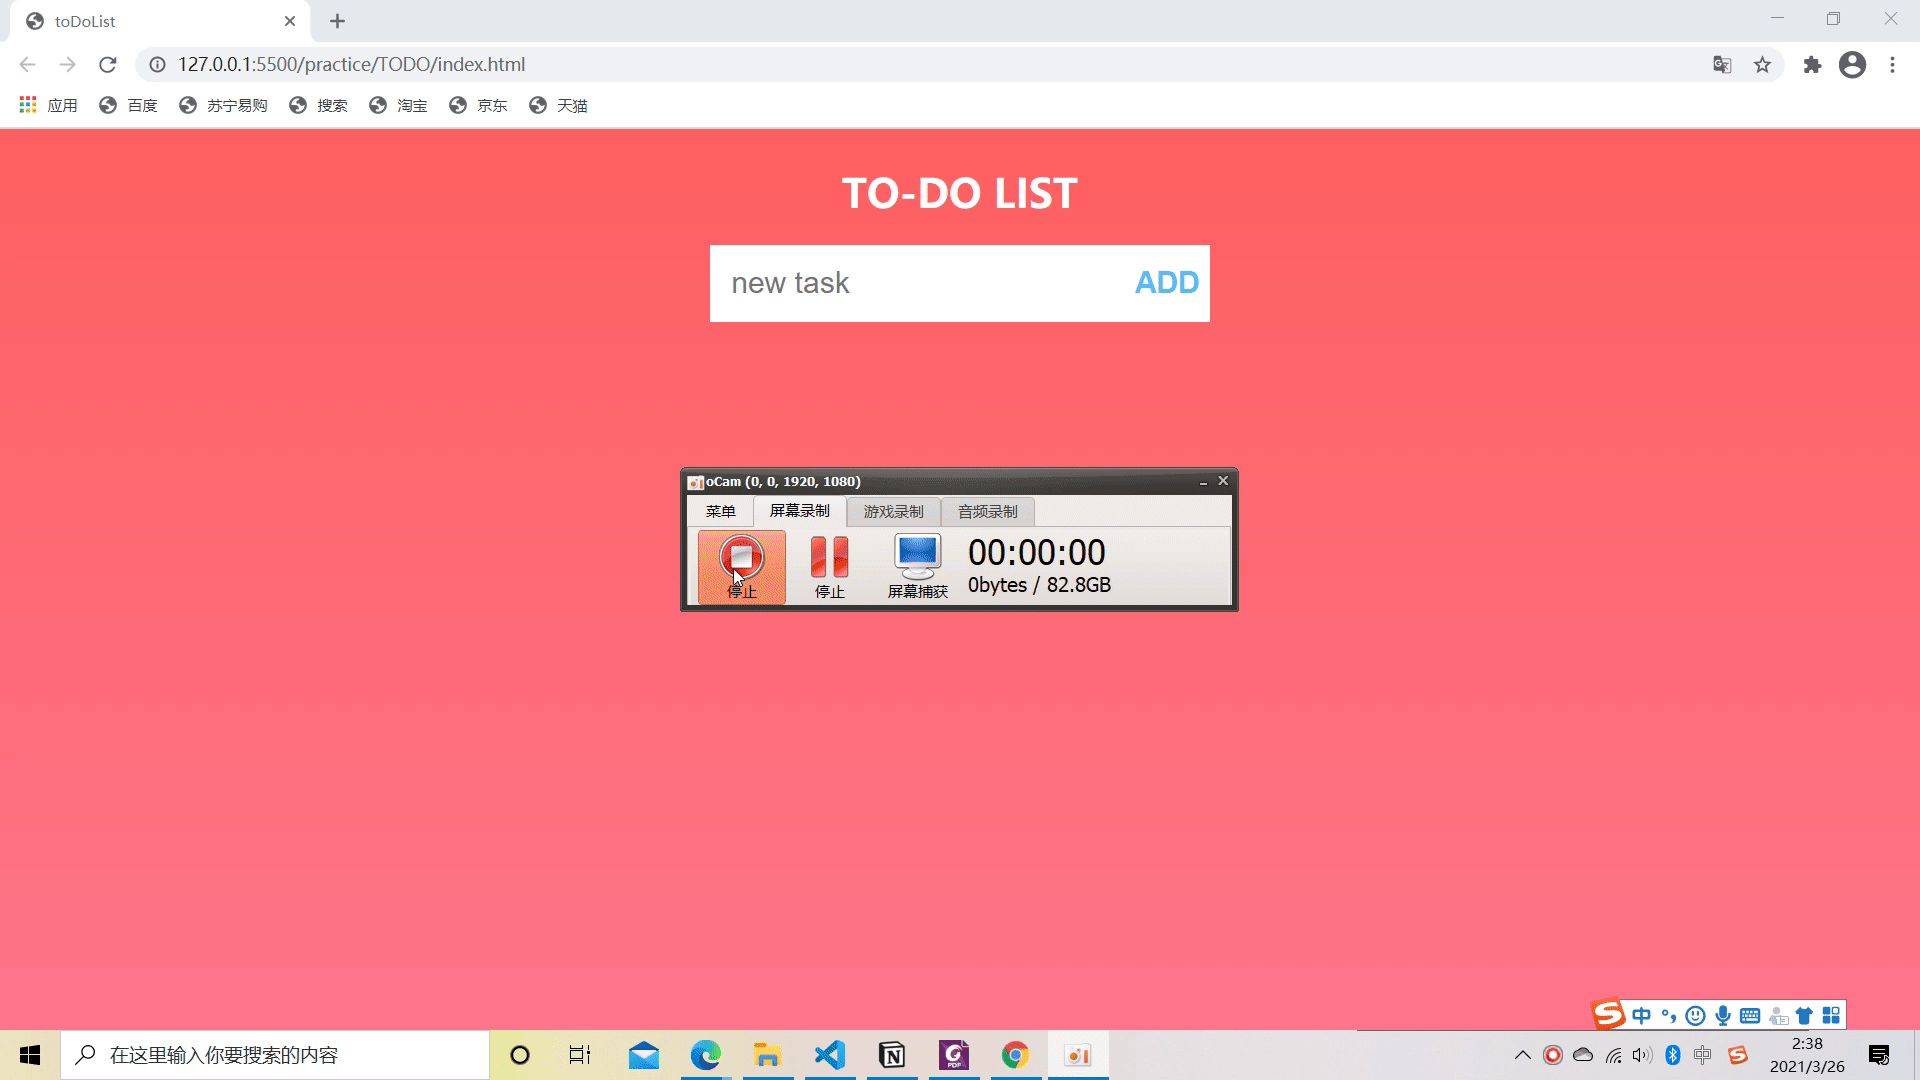 toDoList
127.0.0.1:5500/practice/TODO/index.html
应用 百度 苏宁易购 搜索 淘宝 京东 天猫
TO-DO LIST
new task ADD
oCam (0, 0, 1920, 1080)
菜单 屏幕录制 游戏录制 音频录制
00:00:00
0bytes / 82.8GB
停止 停止 屏幕捕获
中
在这里输入你要搜索的内容
中
2:38
2021/3/26